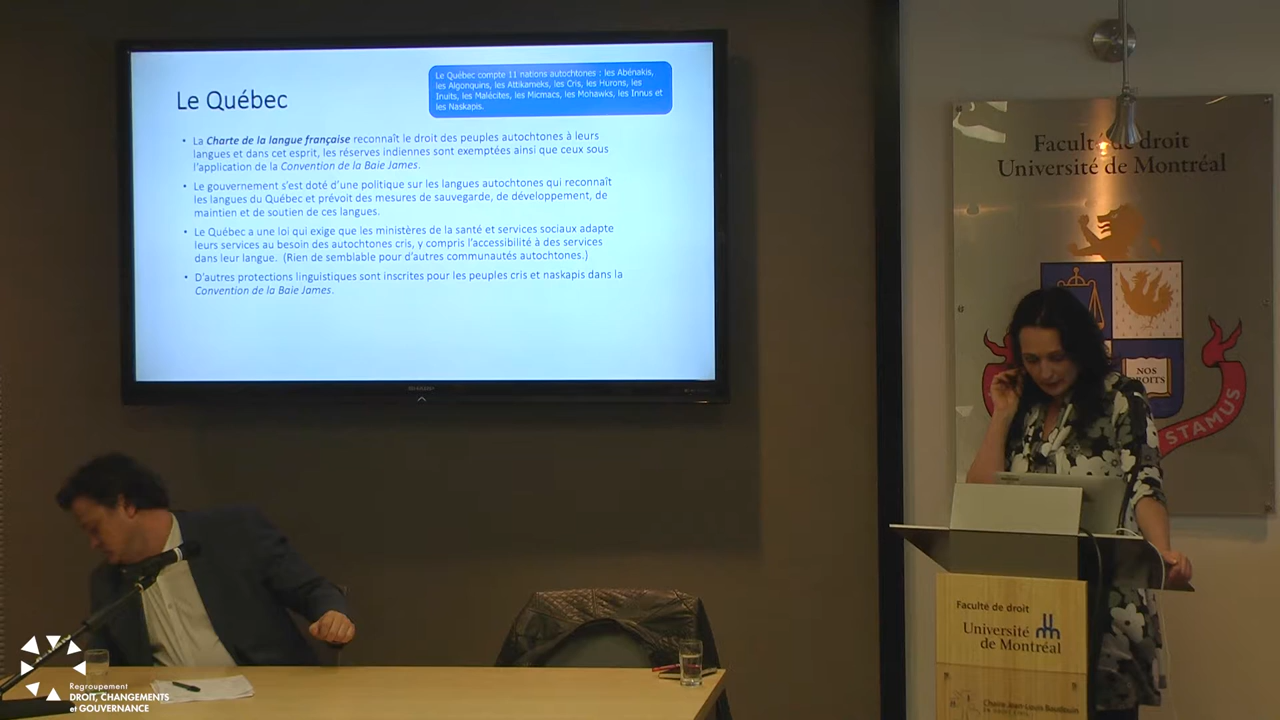 Le Québec
Le Québec compte 11 nations autochtones : les Abénakis,
les Algonquins, les Attikameks, les Cris, les Hurons, les
Inuits, les Malécites, les Micmacs, les Mohawks, les Innus et
les Naskapis.
• La Charte de la langue française reconnaît le droit des peuples autochtones à leurs
langues et dans cet esprit, les réserves indiennes sont exemptées ainsi que ceux sous
l'application de la Convention de la Baie James.
• Le gouvernement s'est doté d'une politique sur les langues autochtones qui reconnaît
les langues du Québec et prévoit des mesures de sauvegarde, de développement, de
maintien et de soutien de ces langues.
• Le Québec a une loi qui exige que les ministères de la santé et services sociaux adapte
leurs services au besoin des autochtones cris, y compris l'accessibilité à des services
dans leur langue. (Rien de semblable pour d'autres communautés autochtones.)
• D'autres protections linguistiques sont inscrites pour les peuples cris et naskapis dans la
Convention de la Baie James.
SHARP
Faculté de droit
Université de Montréal
NOS
DROITS
STAMUS
Faculté de droit
Université
de Montréal
Chaire Jean-Louis Baudouin
Regroupement
DROIT, CHANGEMENTS
et GOUVERNANCE